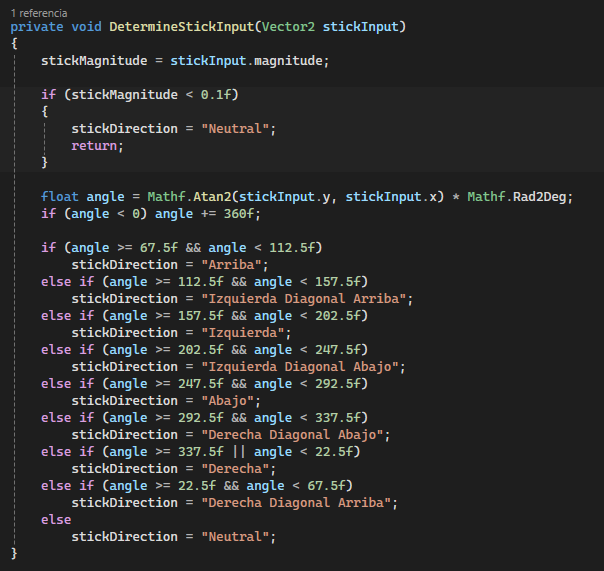 1 referencia
private void DetermineStickInput(Vector2 stickInput)
{
    stickMagnitude = stickInput.magnitude;

    if (stickMagnitude < 0.1f)
    {
        stickDirection = "Neutral";
        return;
    }

    float angle = Mathf.Atan2(stickInput.y, stickInput.x) * Mathf.Rad2Deg;
    if (angle < 0) angle += 360f;

    if (angle >= 67.5f && angle < 112.5f)
        stickDirection = "Arriba";
    else if (angle >= 112.5f && angle < 157.5f)
        stickDirection = "Izquierda Diagonal Arriba";
    else if (angle >= 157.5f && angle < 202.5f)
        stickDirection = "Izquierda";
    else if (angle >= 202.5f && angle < 247.5f)
        stickDirection = "Izquierda Diagonal Abajo";
    else if (angle >= 247.5f && angle < 292.5f)
        stickDirection = "Abajo";
    else if (angle >= 292.5f && angle < 337.5f)
        stickDirection = "Derecha Diagonal Abajo";
    else if (angle >= 337.5f || angle < 22.5f)
        stickDirection = "Derecha";
    else if (angle >= 22.5f && angle < 67.5f)
        stickDirection = "Derecha Diagonal Arriba";
    else
        stickDirection = "Neutral";
}